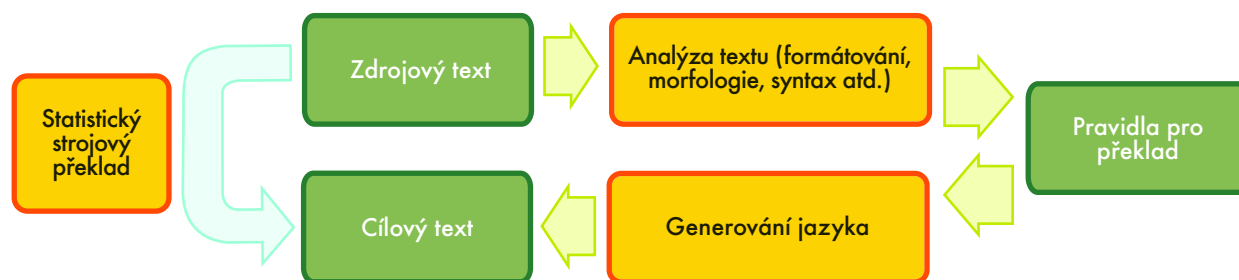 Statistický
strojový
překlad
Zdrojový text
Analýza textu (formátování,
morfologie, syntax atd.)
Pravidla pro
překlad
Cílový text
Generování jazyka